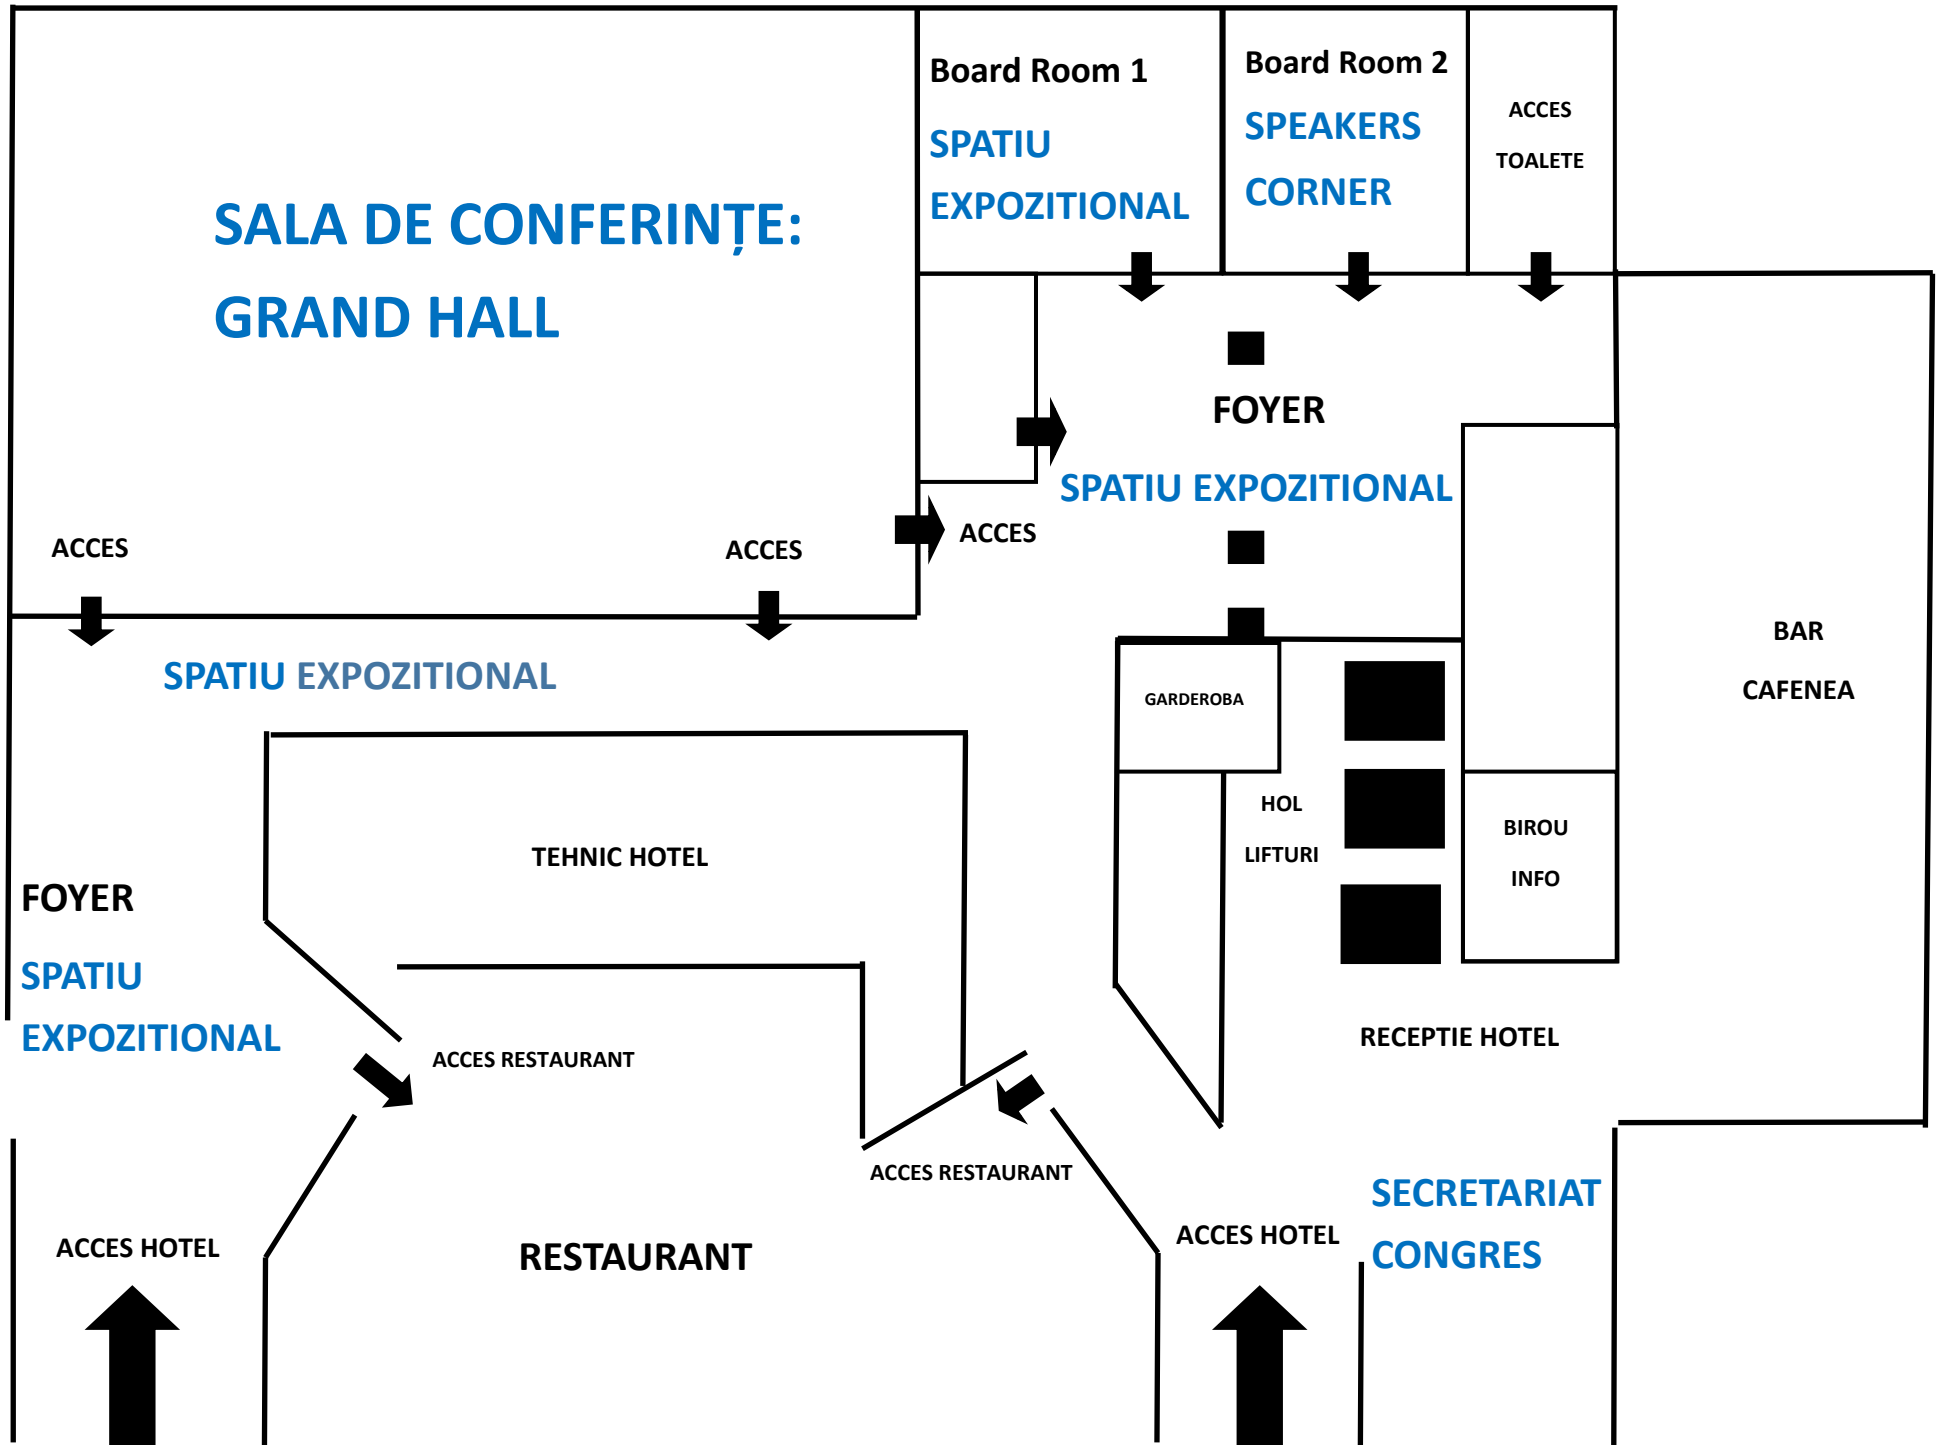 Board Room 1
SPATIU
EXPOZITIONAL
Board Room 2
SPEAKERS
CORNER
ACCES
TOALETE
SALA DE CONFERINȚE:
GRAND HALL
FOYER
SPATIU EXPOZITIONAL
ACCES
ACCES
ACCES
SPATIU EXPOZITIONAL
GARDEROBA
BAR
CAFENEA
HOL
LIFTURI
BIROU
INFO
TEHNIC HOTEL
FOYER
SPATIU
EXPOZITIONAL
ACCES RESTAURANT
RECEPTIE HOTEL
ACCES RESTAURANT
SECRETARIAT
CONGRES
ACCES HOTEL
RESTAURANT
ACCES HOTEL